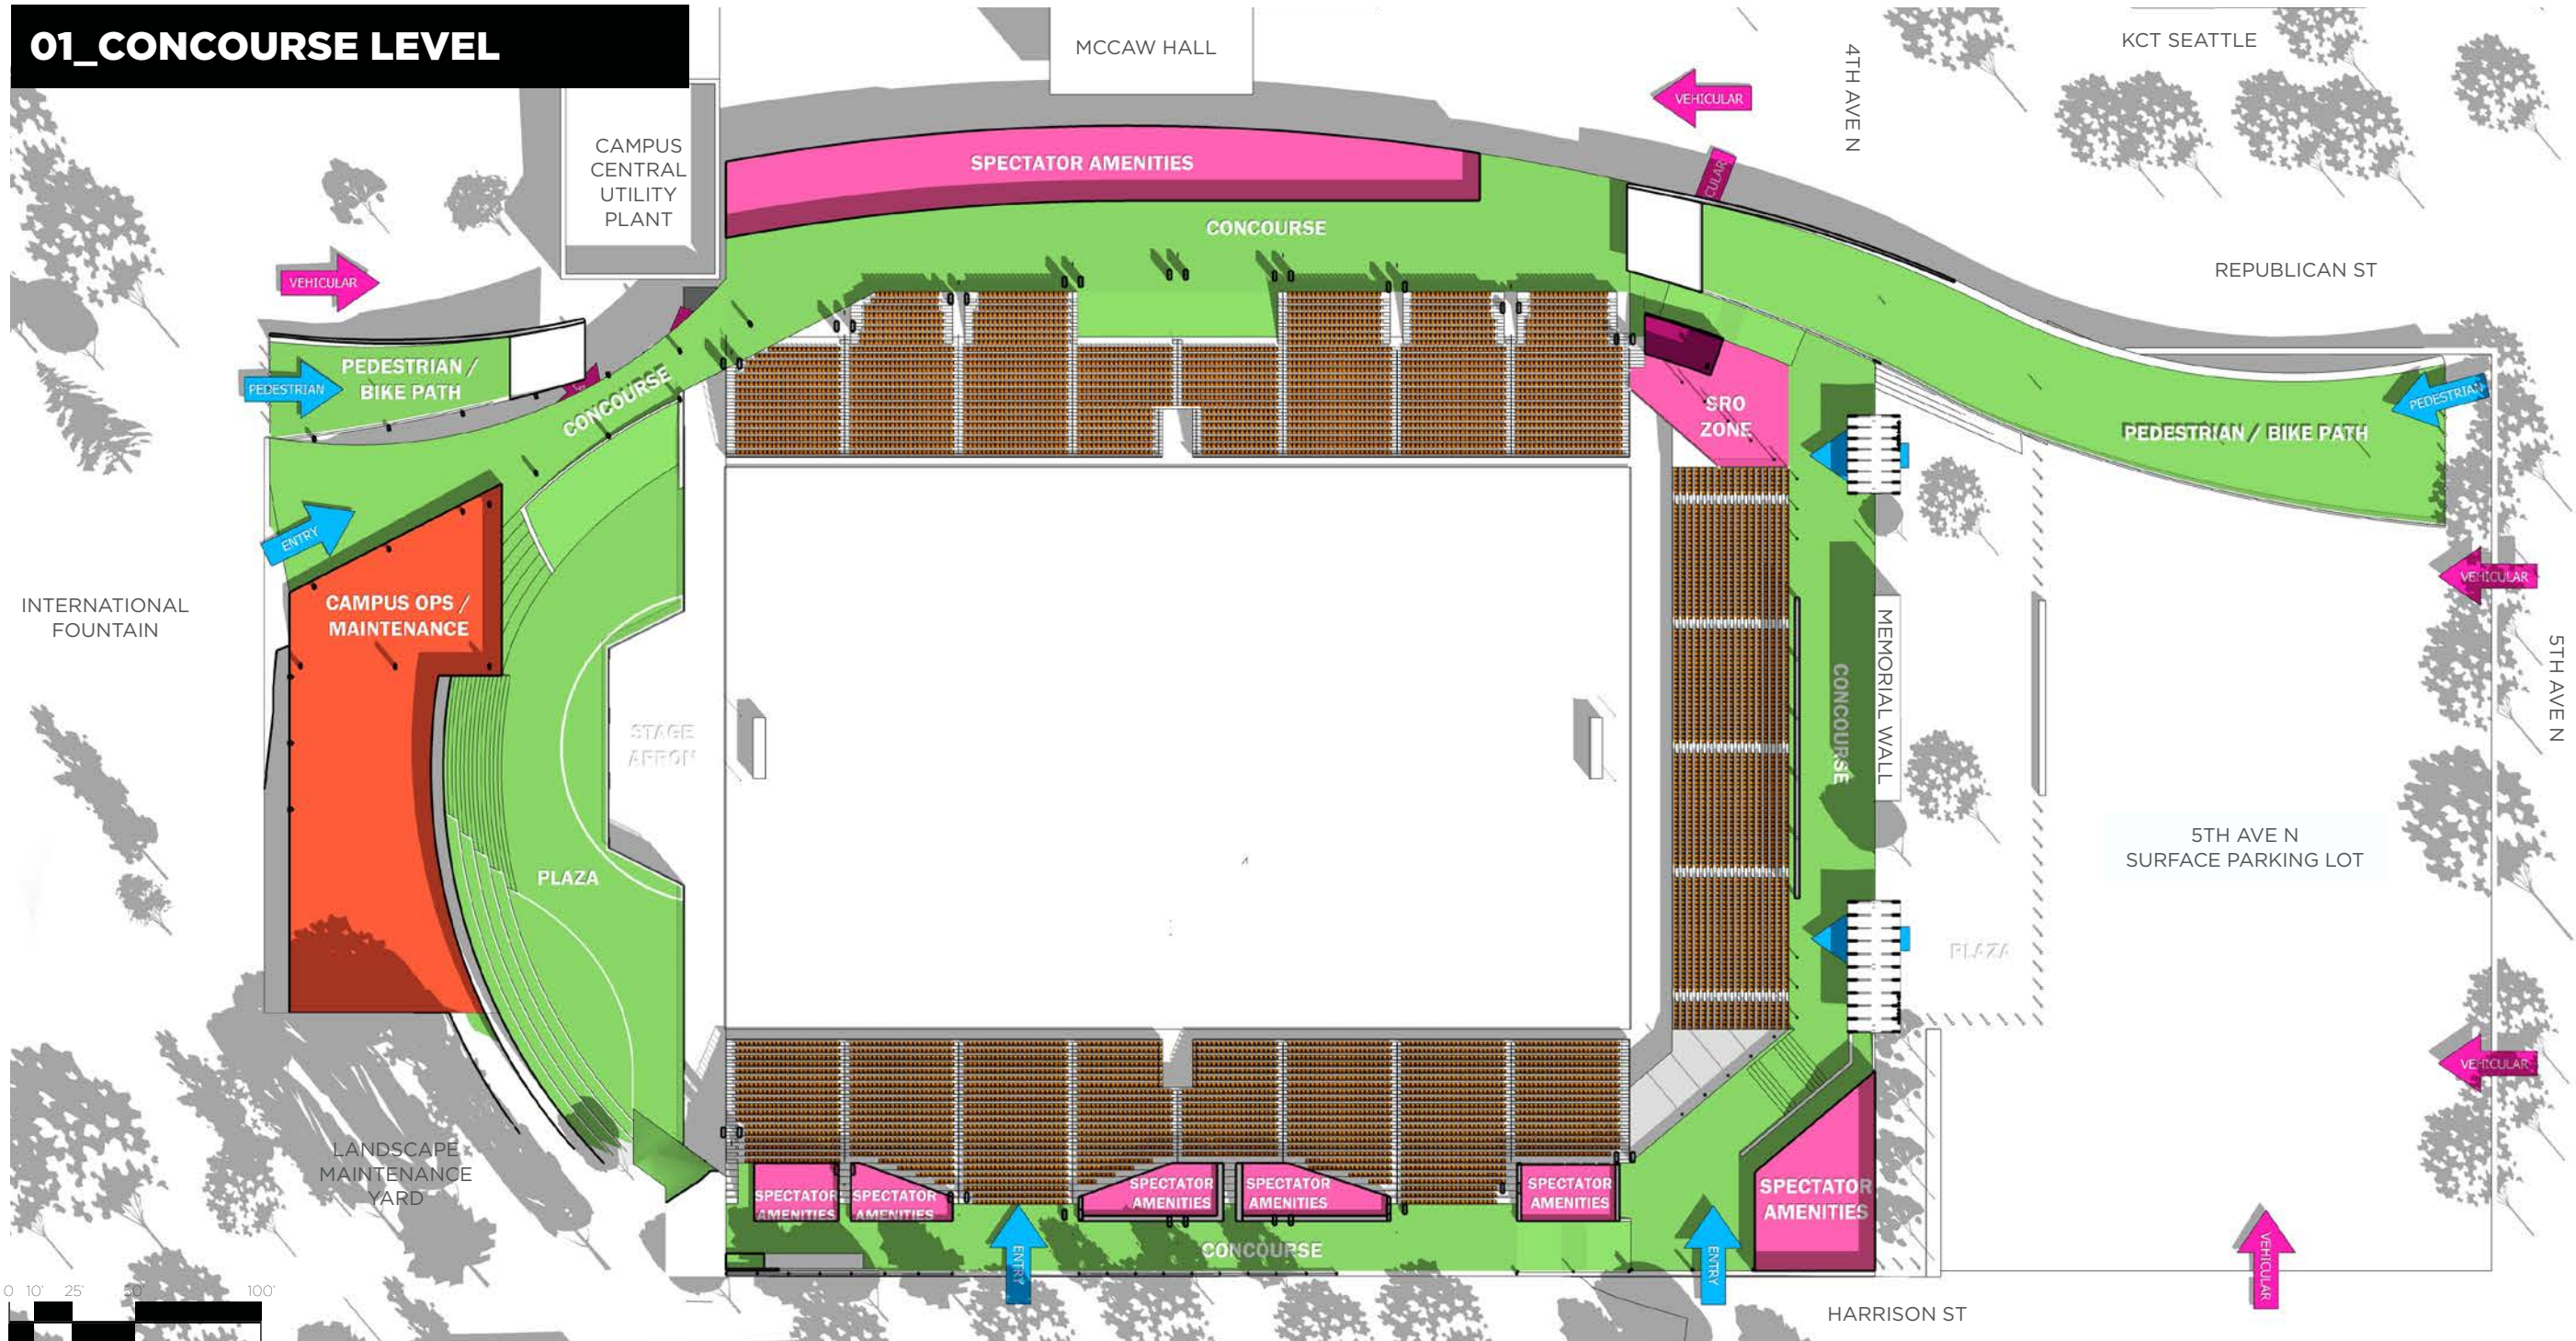 01_CONCOURSE LEVEL
MCCAW HALL
4TH AVE N
KCT SEATTLE
VEHICULAR
CAMPUS
CENTRAL
UTILITY
PLANT
SPECTATOR AMENITIES
CULAR
CONCOURSE
REPUBLICAN ST
VEHICULAR
PEDESTRIAN /
BIKE PATH
PEDESTRIAN
CONCOURSE
SRO
ZONE
PEDESTRIAN
PEDESTRIAN / BIKE PATH
ENTRY
VEHICULAR
INTERNATIONAL
FOUNTAIN
CAMPUS OPS /
MAINTENANCE
STAGE
APRON
CONCOURSE
MEMORIAL WALL
5TH AVE N
PLAZA
5TH AVE N
SURFACE PARKING LOT
PLAZA
VEHICULAR
LANDSCAPE
MAINTENANCE
YARD
SPECTATOR
AMENITIES
SPECTATOR
AMENITIES
SPECTATOR
AMENITIES
SPECTATOR
AMENITIES
SPECTATOR
AMENITIES
SPECTATOR
AMENITIES
CONCOURSE
ENTRY
ENTRY
VEHICULAR
0 10' 25' 50' 100'
HARRISON ST